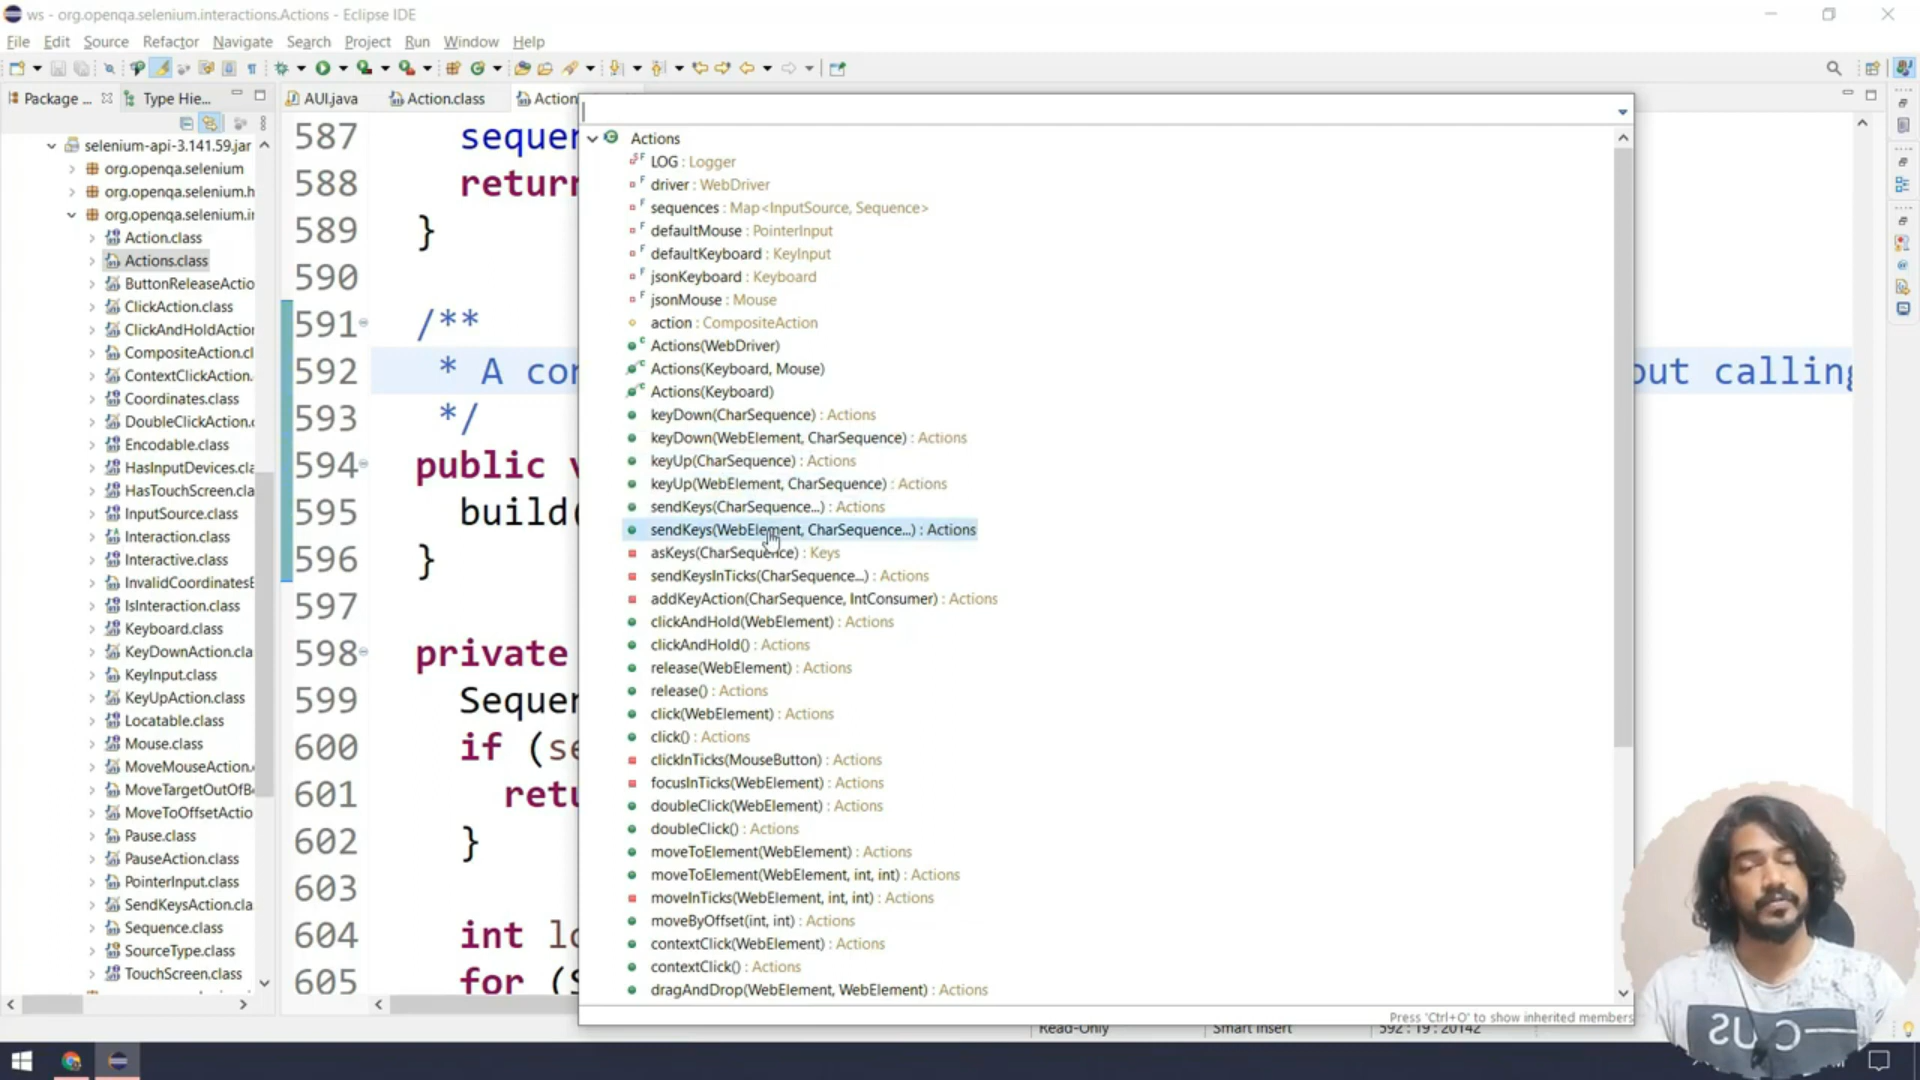 ws - org.openqa.selenium.interactions.Actions - Eclipse IDE
File Edit Source Refactor Navigate Search Project Run Window Help
Package ... Type Hie... AUI.java Action.class Action
selenium-api-3.141.59.jar
org.openqa.selenium
org.openqa.selenium.h
org.openqa.selenium.ir
Action.class
Actions.class
ButtonReleaseActio
ClickAction.class
ClickAndHoldAction
CompositeAction.cl
ContextClickAction.
Coordinates.class
DoubleClickAction.c
Encodable.class
HasInputDevices.cla
HasTouchScreen.cla
InputSource.class
Interaction.class
Interactive.class
InvalidCoordinatesE
IsInteraction.class
Keyboard.class
KeyDownAction.cla
KeyInput.class
KeyUpAction.class
Locatable.class
Mouse.class
MoveMouseAction.
MoveTargetOutOfB
MoveToOffsetActio
Pause.class
PauseAction.class
PointerInput.class
SendKeysAction.cla
Sequence.class
SourceType.class
TouchScreen.class
587 sequen
588 return
589 }
590
591 /**
592 * A con out calling
593 */
594 public v
595 build(
596 }
597
598 private
599 Sequen
600 if (se
601 retu
602 }
603
604 int lo
605 for (S
Actions
LOG : Logger
driver : WebDriver
sequences : Map<InputSource, Sequence>
defaultMouse : PointerInput
defaultKeyboard : KeyInput
jsonKeyboard : Keyboard
jsonMouse : Mouse
action : CompositeAction
Actions(WebDriver)
Actions(Keyboard, Mouse)
Actions(Keyboard)
keyDown(CharSequence) : Actions
keyDown(WebElement, CharSequence) : Actions
keyUp(CharSequence) : Actions
keyUp(WebElement, CharSequence) : Actions
sendKeys(CharSequence...) : Actions
sendKeys(WebElement, CharSequence...) : Actions
asKeys(CharSequence) : Keys
sendKeysInTicks(CharSequence...) : Actions
addKeyAction(CharSequence, IntConsumer) : Actions
clickAndHold(WebElement) : Actions
clickAndHold() : Actions
release(WebElement) : Actions
release() : Actions
click(WebElement) : Actions
click() : Actions
clickInTicks(MouseButton) : Actions
focusInTicks(WebElement) : Actions
doubleClick(WebElement) : Actions
doubleClick() : Actions
moveToElement(WebElement) : Actions
moveToElement(WebElement, int, int) : Actions
moveInTicks(WebElement, int, int) : Actions
moveByOffset(int, int) : Actions
contextClick(WebElement) : Actions
contextClick() : Actions
dragAndDrop(WebElement, WebElement) : Actions
Press 'Ctrl+O' to show inherited members
Read-Only Smart Insert 592 : 19 : 20142